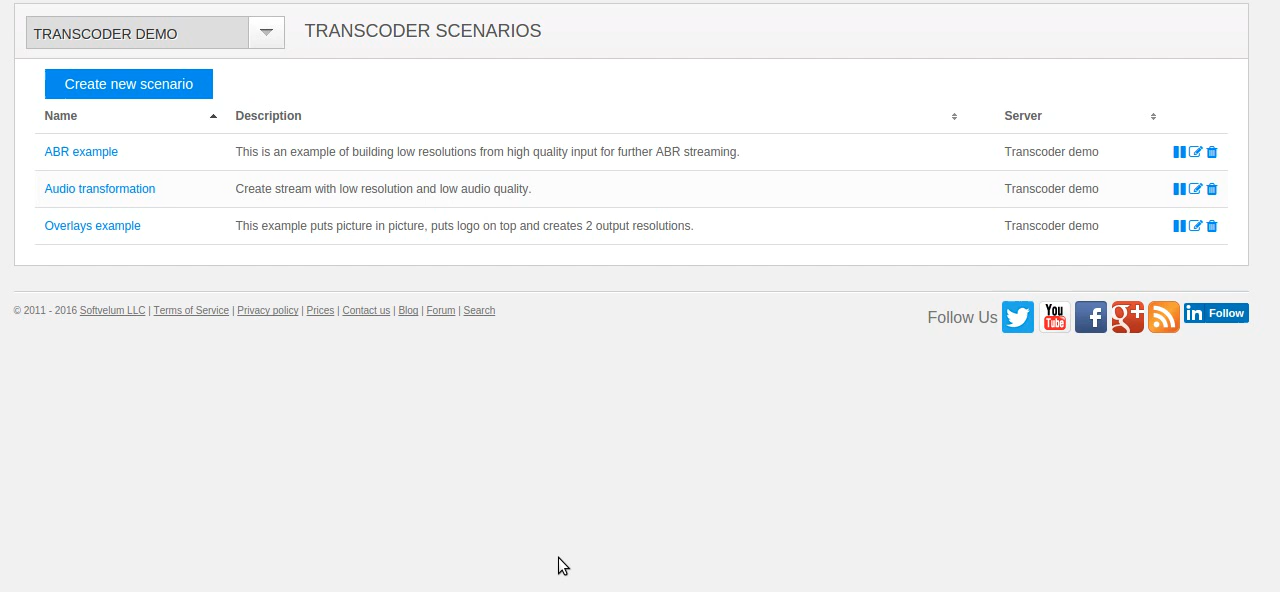 TRANSCODER DEMO TRANSCODER SCENARIOS
Create new scenario
Name Description Server
ABR example This is an example of building low resolutions from high quality input for further ABR streaming. Transcoder demo
Audio transformation Create stream with low resolution and low audio quality. Transcoder demo
Overlays example This example puts picture in picture, puts logo on top and creates 2 output resolutions. Transcoder demo
© 2011 - 2016 Softvelum LLC | Terms of Service | Privacy policy | Prices | Contact us | Blog | Forum | Search
Follow Us You Tube f g+ in Follow